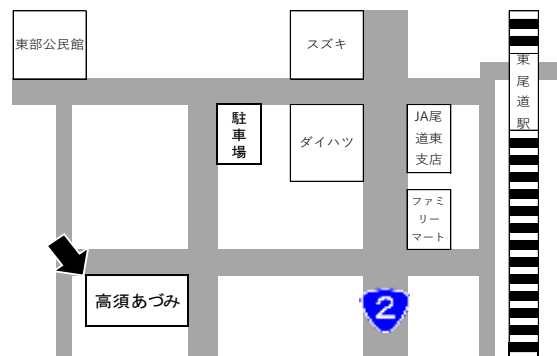 東部公民館
スズキ
東
尾
道
駅
駐
車
場
ダイハツ
JA尾
道東
支店
ファミ
リー
マート
高須あづみ
2